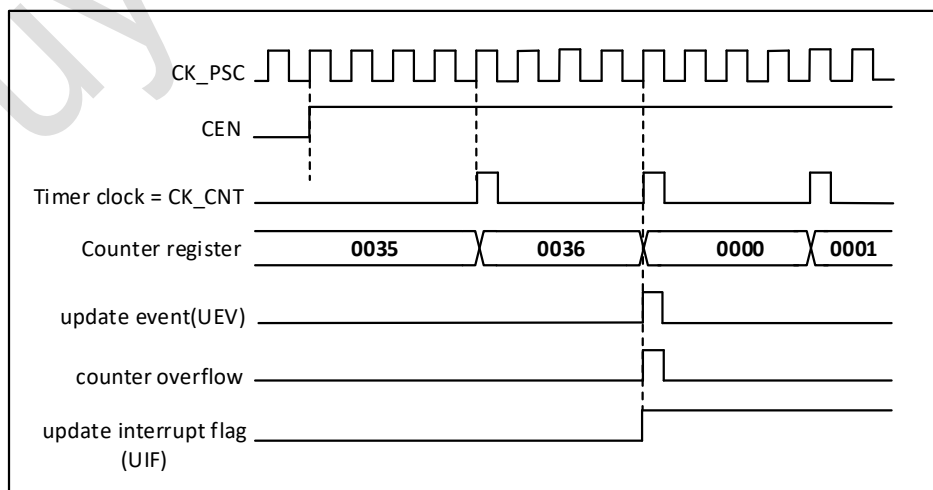 uy
CK_PSC
CEN
Timer clock = CK_CNT
Counter register
0035
0036
0000
0001
update event(UEV)
counter overflow
update interrupt flag
(UIF)